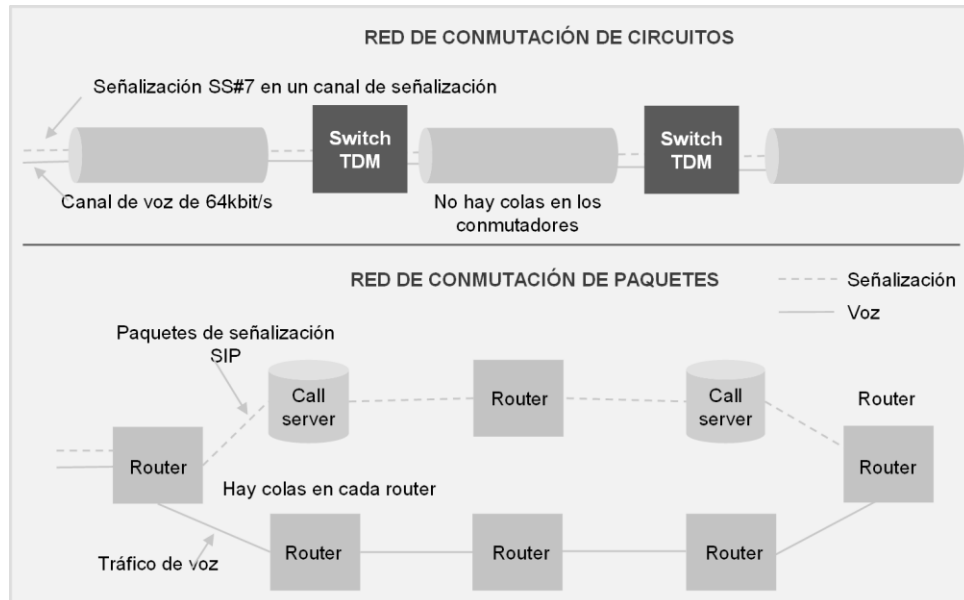 RED DE CONMUTACIÓN DE CIRCUITOS
Señalización SS#7 en un canal de señalización
Switch
TDM
Switch
TDM
Canal de voz de 64kbit/s
No hay colas en los
conmutadores
RED DE CONMUTACIÓN DE PAQUETES
Señalización
Voz
Paquetes de señalización
SIP
Call
server
Router
Call
server
Router
Router
Router
Hay colas en cada router
Router
Router
Router
Tráfico de voz